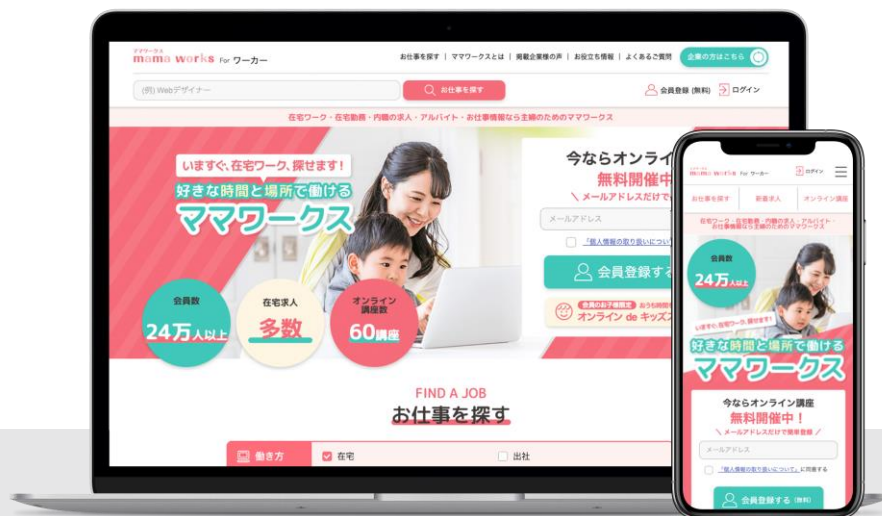 ママワークス
mama works For ワーカー
お仕事を探す | ママワークスとは | 掲載企業様の声 | お役立ち情報 | よくあるご質問
企業の方はこちら
(例) Webデザイナー
お仕事を探す
会員登録 (無料)
ログイン
在宅ワーク・在宅勤務・内職の求人・アルバイト・お仕事情報なら主婦のためのママワークス
いますぐ、在宅ワーク、探せます!
好きな時間と場所で働ける
ママワークス
会員数
24万人以上
在宅求人
多数
オンライン
講座数
60講座
今ならオンライ
無料開催中
\ メールアドレスだけで
メールアドレス
「個人情報の取り扱いについ
会員登録する
会員のお子様限定 おうち時間
オンライン de キッズ
FIND A JOB
お仕事を探す
働き方
在宅
出社
mama works For ワーカー
ログイン
お仕事を探す
新着求人
オンライン講座
在宅ワーク・在宅勤務・内職の求人・アルバイト・
お仕事情報なら主婦のためのママワークス
会員数
24万人以上
いますぐ、在宅ワーク、探せます!
好きな時間と場所で働ける
ママワークス
今ならオンライン講座
無料開催中!
\ メールアドレスだけで簡単登録 /
メールアドレス
「個人情報の取り扱いについて」に同意する
会員登録する (無料)